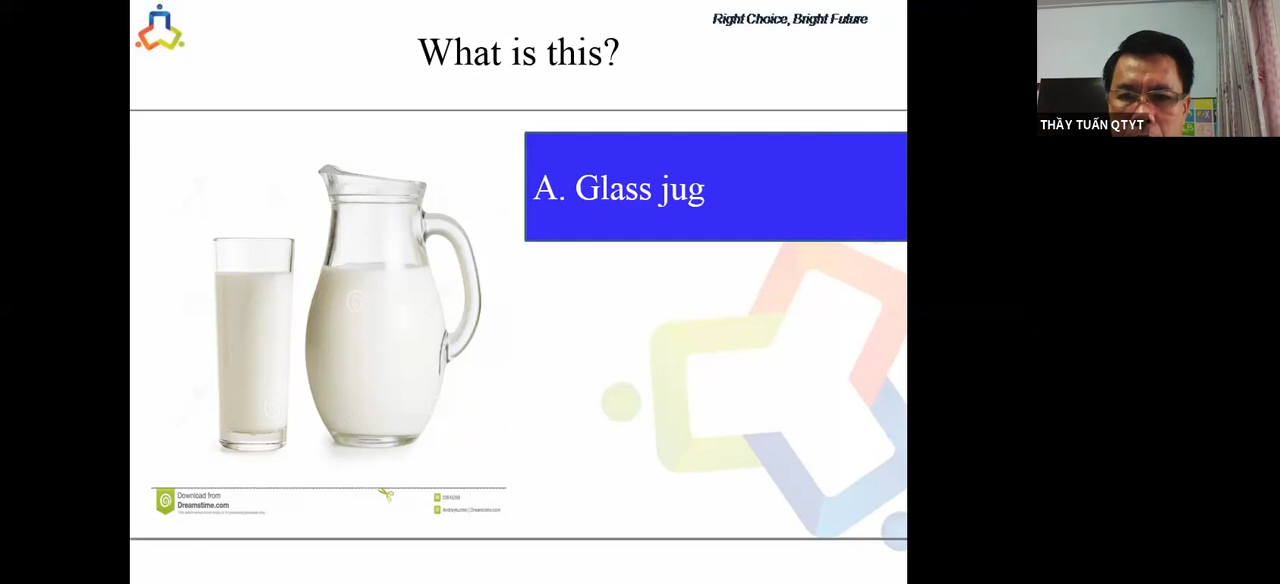 Right Choice, Bright Future
What is this?
THẦY TUẤN QTYT
A. Glass jug
Download from
Dreamstime.com